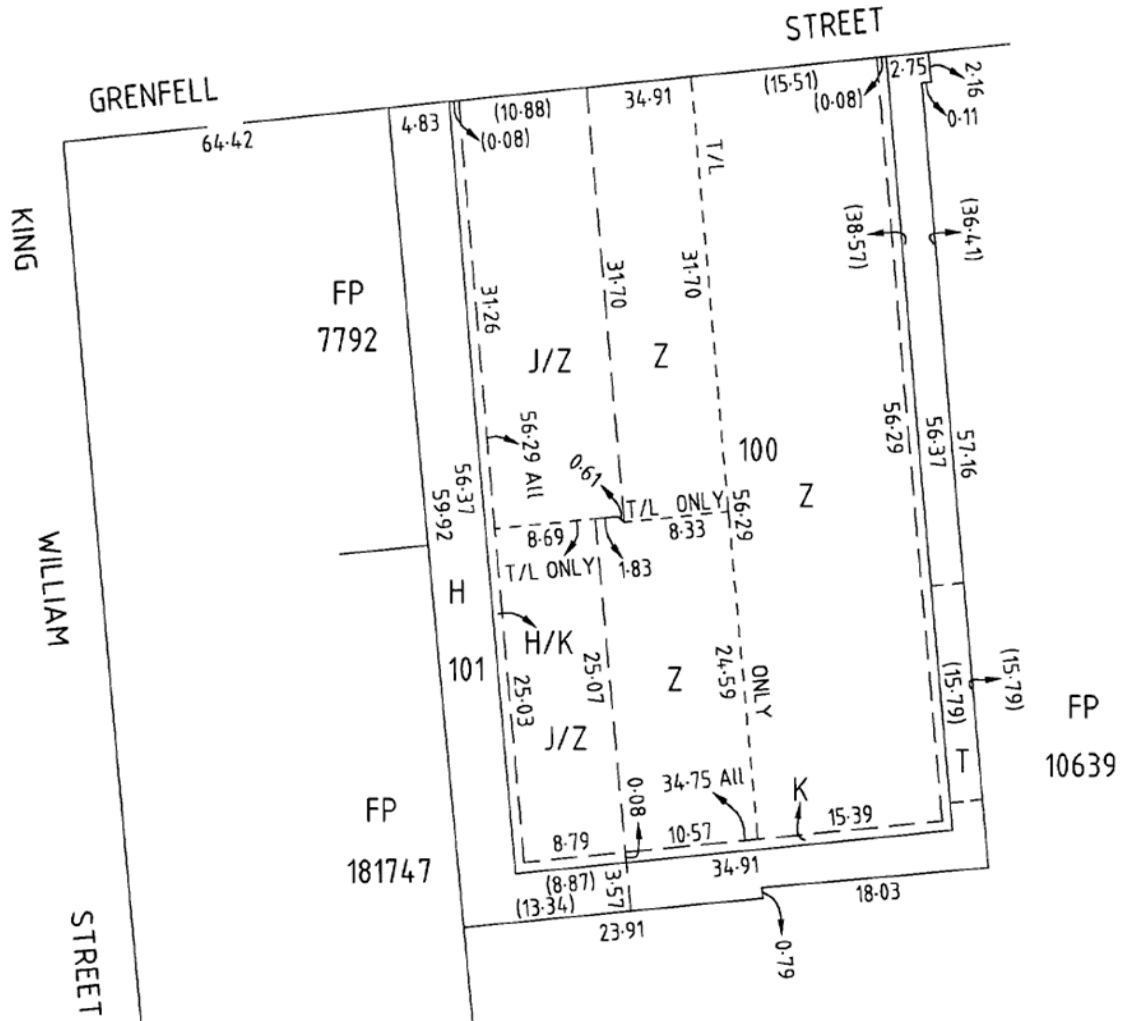 STREET
GRENFELL
64·42
4·83
(10·88)
(0·08)
34·91
(15·51)
(0·08)
2·75
2·16
0·11
T/L
KING
FP
7792
31·26
31·70
31·70
(38·57)
(36·41)
J/Z
Z
56·29 All
0·61
100
Z
56·29
56·37
57·16
56·37
59·92
T/L ONLY
8·69
8·33
56·29
T/L ONLY
1·83
WILLIAM
H
H/K
101
25·03
25·07
Z
24·59
ONLY
(15·79)
(15·79)
FP
10639
T
J/Z
0·08
34·75 All
K
FP
181747
8·79
10·57
15·39
(8·87)
3·57
34·91
(13·34)
18·03
23·91
0·79
STREET